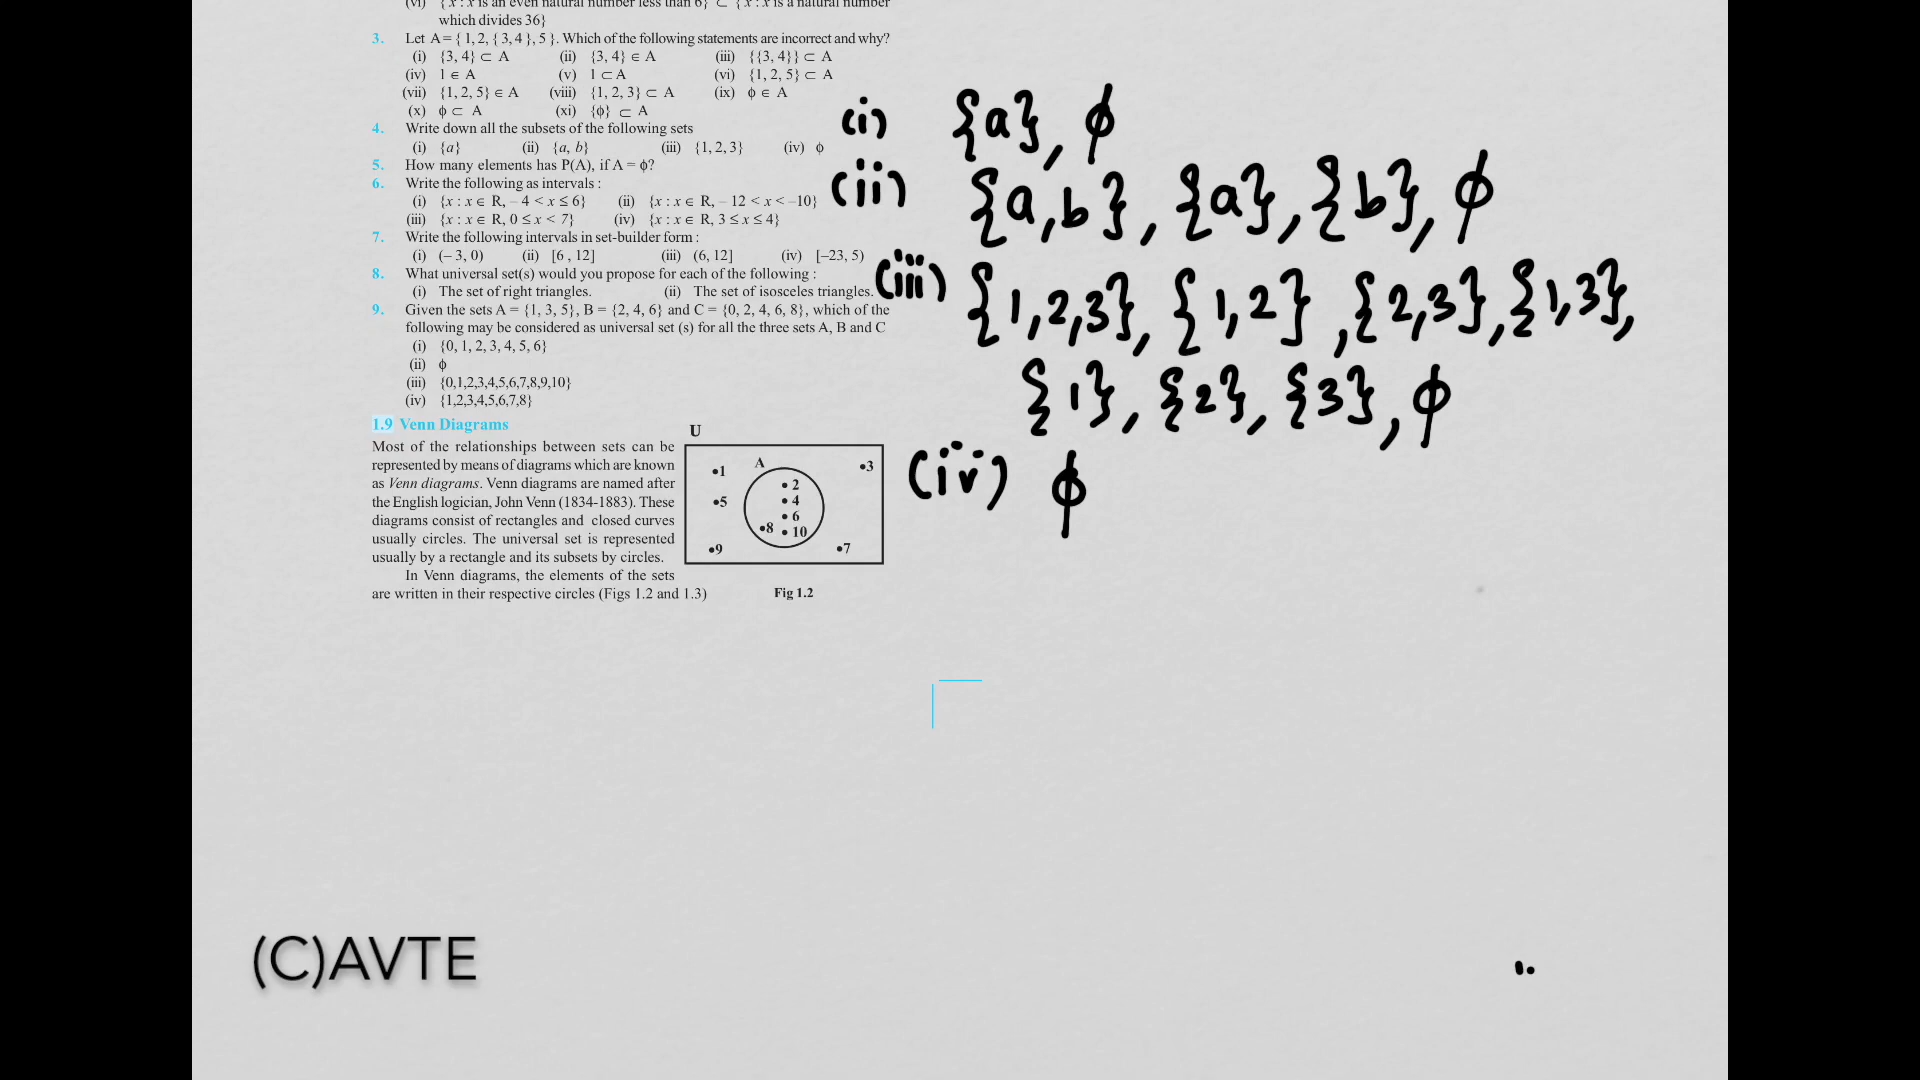 (vi) { x : x is an even natural number less than 6} ⊂ { x : x is a natural number
which divides 36}
3. Let A = { 1, 2, { 3, 4 }, 5 }. Which of the following statements are incorrect and why?
(i) {3, 4} ⊂ A (ii) {3, 4} ∈ A (iii) {{3, 4}} ⊂ A
(iv) 1 ∈ A (v) 1 ⊂ A (vi) {1, 2, 5} ⊂ A
(vii) {1, 2, 5} ∈ A (viii) {1, 2, 3} ⊂ A (ix) φ ∈ A
(x) φ ⊂ A (xi) {φ} ⊂ A
4. Write down all the subsets of the following sets
(i) {a} (ii) {a, b} (iii) {1, 2, 3} (iv) φ
5. How many elements has P(A), if A = φ?
6. Write the following as intervals :
(i) {x : x ∈ R, – 4 < x ≤ 6} (ii) {x : x ∈ R, – 12 < x < –10}
(iii) {x : x ∈ R, 0 ≤ x < 7} (iv) {x : x ∈ R, 3 ≤ x ≤ 4}
7. Write the following intervals in set-builder form :
(i) (– 3, 0) (ii) [6 , 12] (iii) (6, 12] (iv) [–23, 5)
8. What universal set(s) would you propose for each of the following :
(i) The set of right triangles. (ii) The set of isosceles triangles.
9. Given the sets A = {1, 3, 5}, B = {2, 4, 6} and C = {0, 2, 4, 6, 8}, which of the
following may be considered as universal set (s) for all the three sets A, B and C
(i) {0, 1, 2, 3, 4, 5, 6}
(ii) φ
(iii) {0,1,2,3,4,5,6,7,8,9,10}
(iv) {1,2,3,4,5,6,7,8}
1.9 Venn Diagrams
Most of the relationships between sets can be
represented by means of diagrams which are known
as Venn diagrams. Venn diagrams are named after
the English logician, John Venn (1834-1883). These
diagrams consist of rectangles and closed curves
usually circles. The universal set is represented
usually by a rectangle and its subsets by circles.
In Venn diagrams, the elements of the sets
are written in their respective circles (Figs 1.2 and 1.3)
U
•1 A •3
• 2
•5 • 4
• 6
•8 • 10
•9 •7
Fig 1.2
(i) {a}, φ
(ii) {a,b}, {a}, {b}, φ
(iii) {1,2,3}, {1,2}, {2,3}, {1,3},
{1}, {2}, {3}, φ
(iv) φ
(C)AVTE